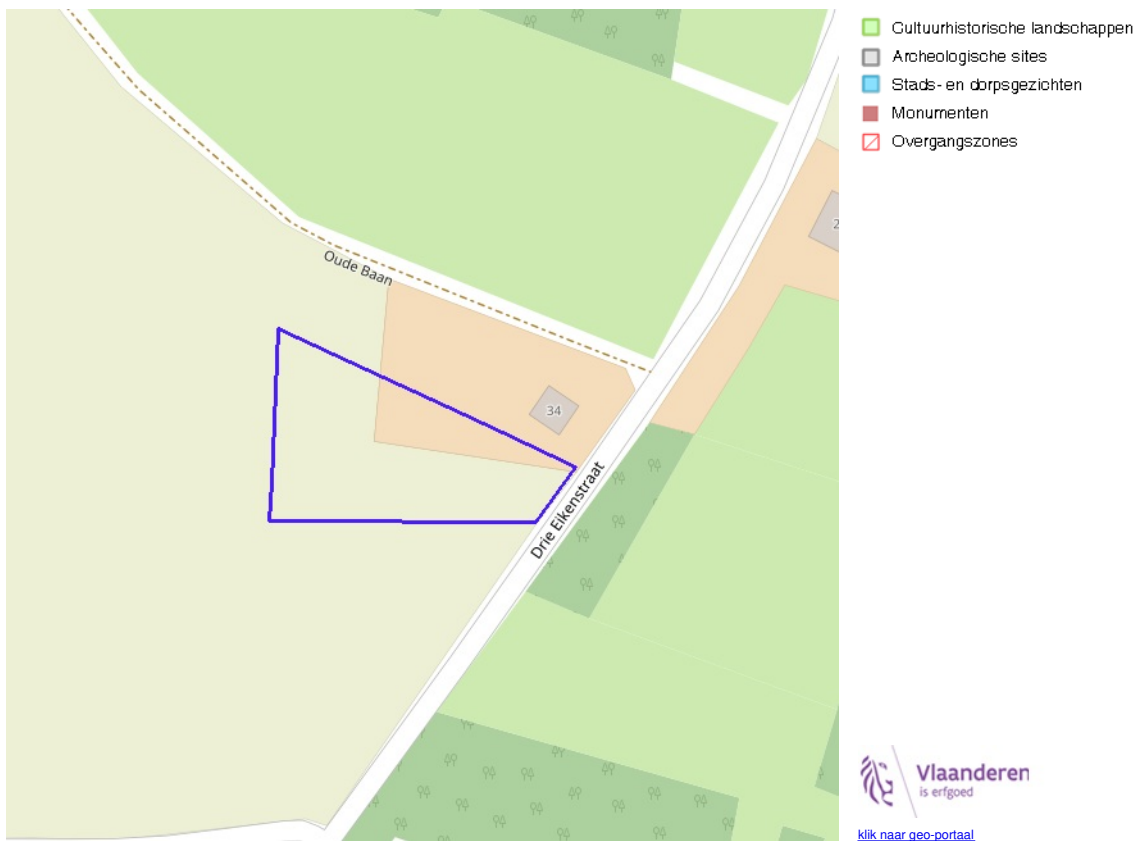 Cultuurhistorische landschappen
Archeologische sites
Stads- en dorpsgezichten
Monumenten
Overgangszones
Oude Baan
34
Drie Eikenstraat
Vlaanderen
is erfgoed
klik naar geo-portaal